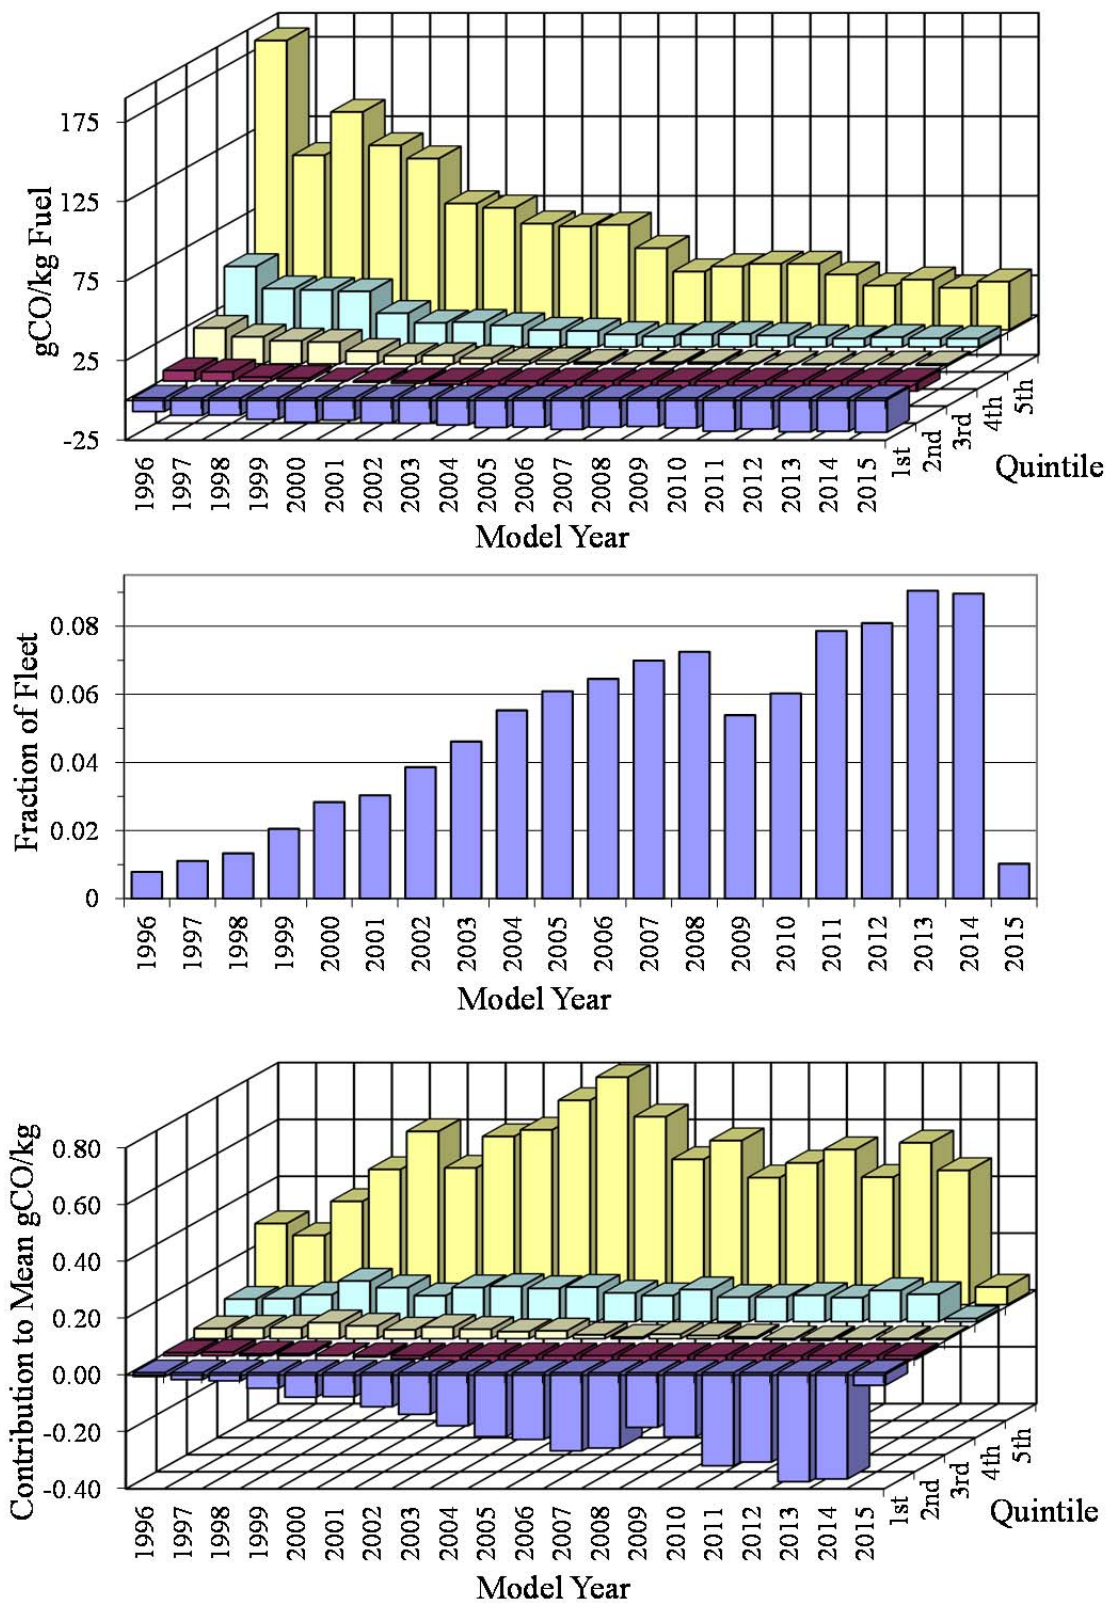 175
125
75
25
-25
gCO/kg Fuel
1996 1997 1998 1999 2000 2001 2002 2003 2004 2005 2006 2007 2008 2009 2010 2011 2012 2013 2014 2015
1st 2nd 3rd 4th 5th
Quintile
Model Year
0.08
0.06
0.04
0.02
0
Fraction of Fleet
1996 1997 1998 1999 2000 2001 2002 2003 2004 2005 2006 2007 2008 2009 2010 2011 2012 2013 2014 2015
Model Year
0.80
0.60
0.40
0.20
0.00
-0.20
-0.40
Contribution to Mean gCO/kg
1996 1997 1998 1999 2000 2001 2002 2003 2004 2005 2006 2007 2008 2009 2010 2011 2012 2013 2014 2015
1st 2nd 3rd 4th 5th
Quintile
Model Year